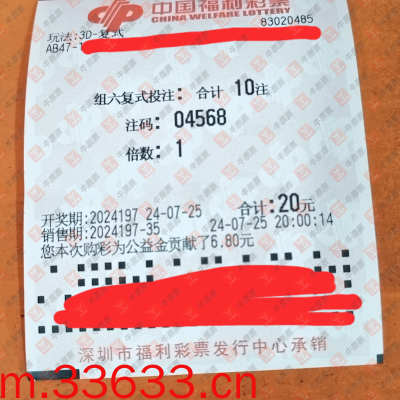 中国福利彩票
CHINA WELFARE LOTTERY
83020485
玩法:3D-复式
AB47-
组六复式投注: 合计 10注
注码: 04568
倍数: 1
开奖期:2024197 24-07-25 合计:20元
销售期:2024197-35 24-07-25 20:00:14
您本次购彩为公益金贡献了6.80元
深圳市福利彩票发行中心承销
m.33633.cn